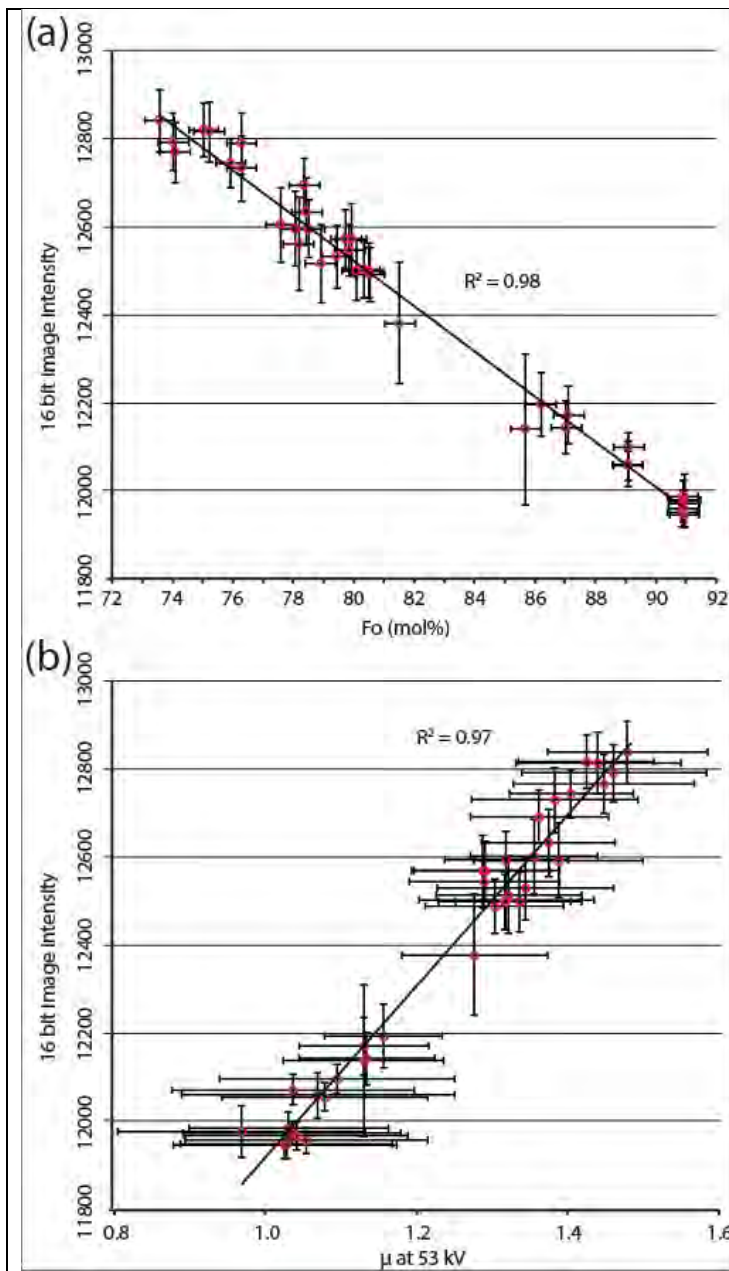 (a)
13000
12800
12600
12400
12200
12000
11800
16 bit Image Intensity
R² = 0.98
72 74 76 78 80 82 84 86 88 90 92
Fo (mol%)
(b)
13000
12800
12600
12400
12200
12000
11800
16 bit Image Intensity
R² = 0.97
0.8 1.0 1.2 1.4 1.6
μ at 53 kV